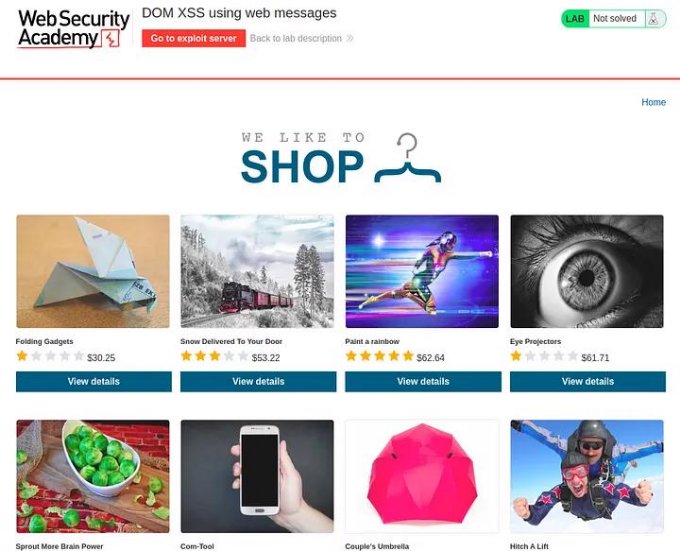 WebSecurity
Academy
DOM XSS using web messages
Go to exploit server
Back to lab description
LAB
Not solved
Home
WE LIKE TO
SHOP
Folding Gadgets
$30.25
View details
Snow Delivered To Your Door
$53.22
View details
Paint a rainbow
$62.64
View details
Eye Projectors
$61.71
View details
Sprout More Brain Power
Com-Tool
Couple's Umbrella
Hitch A Lift